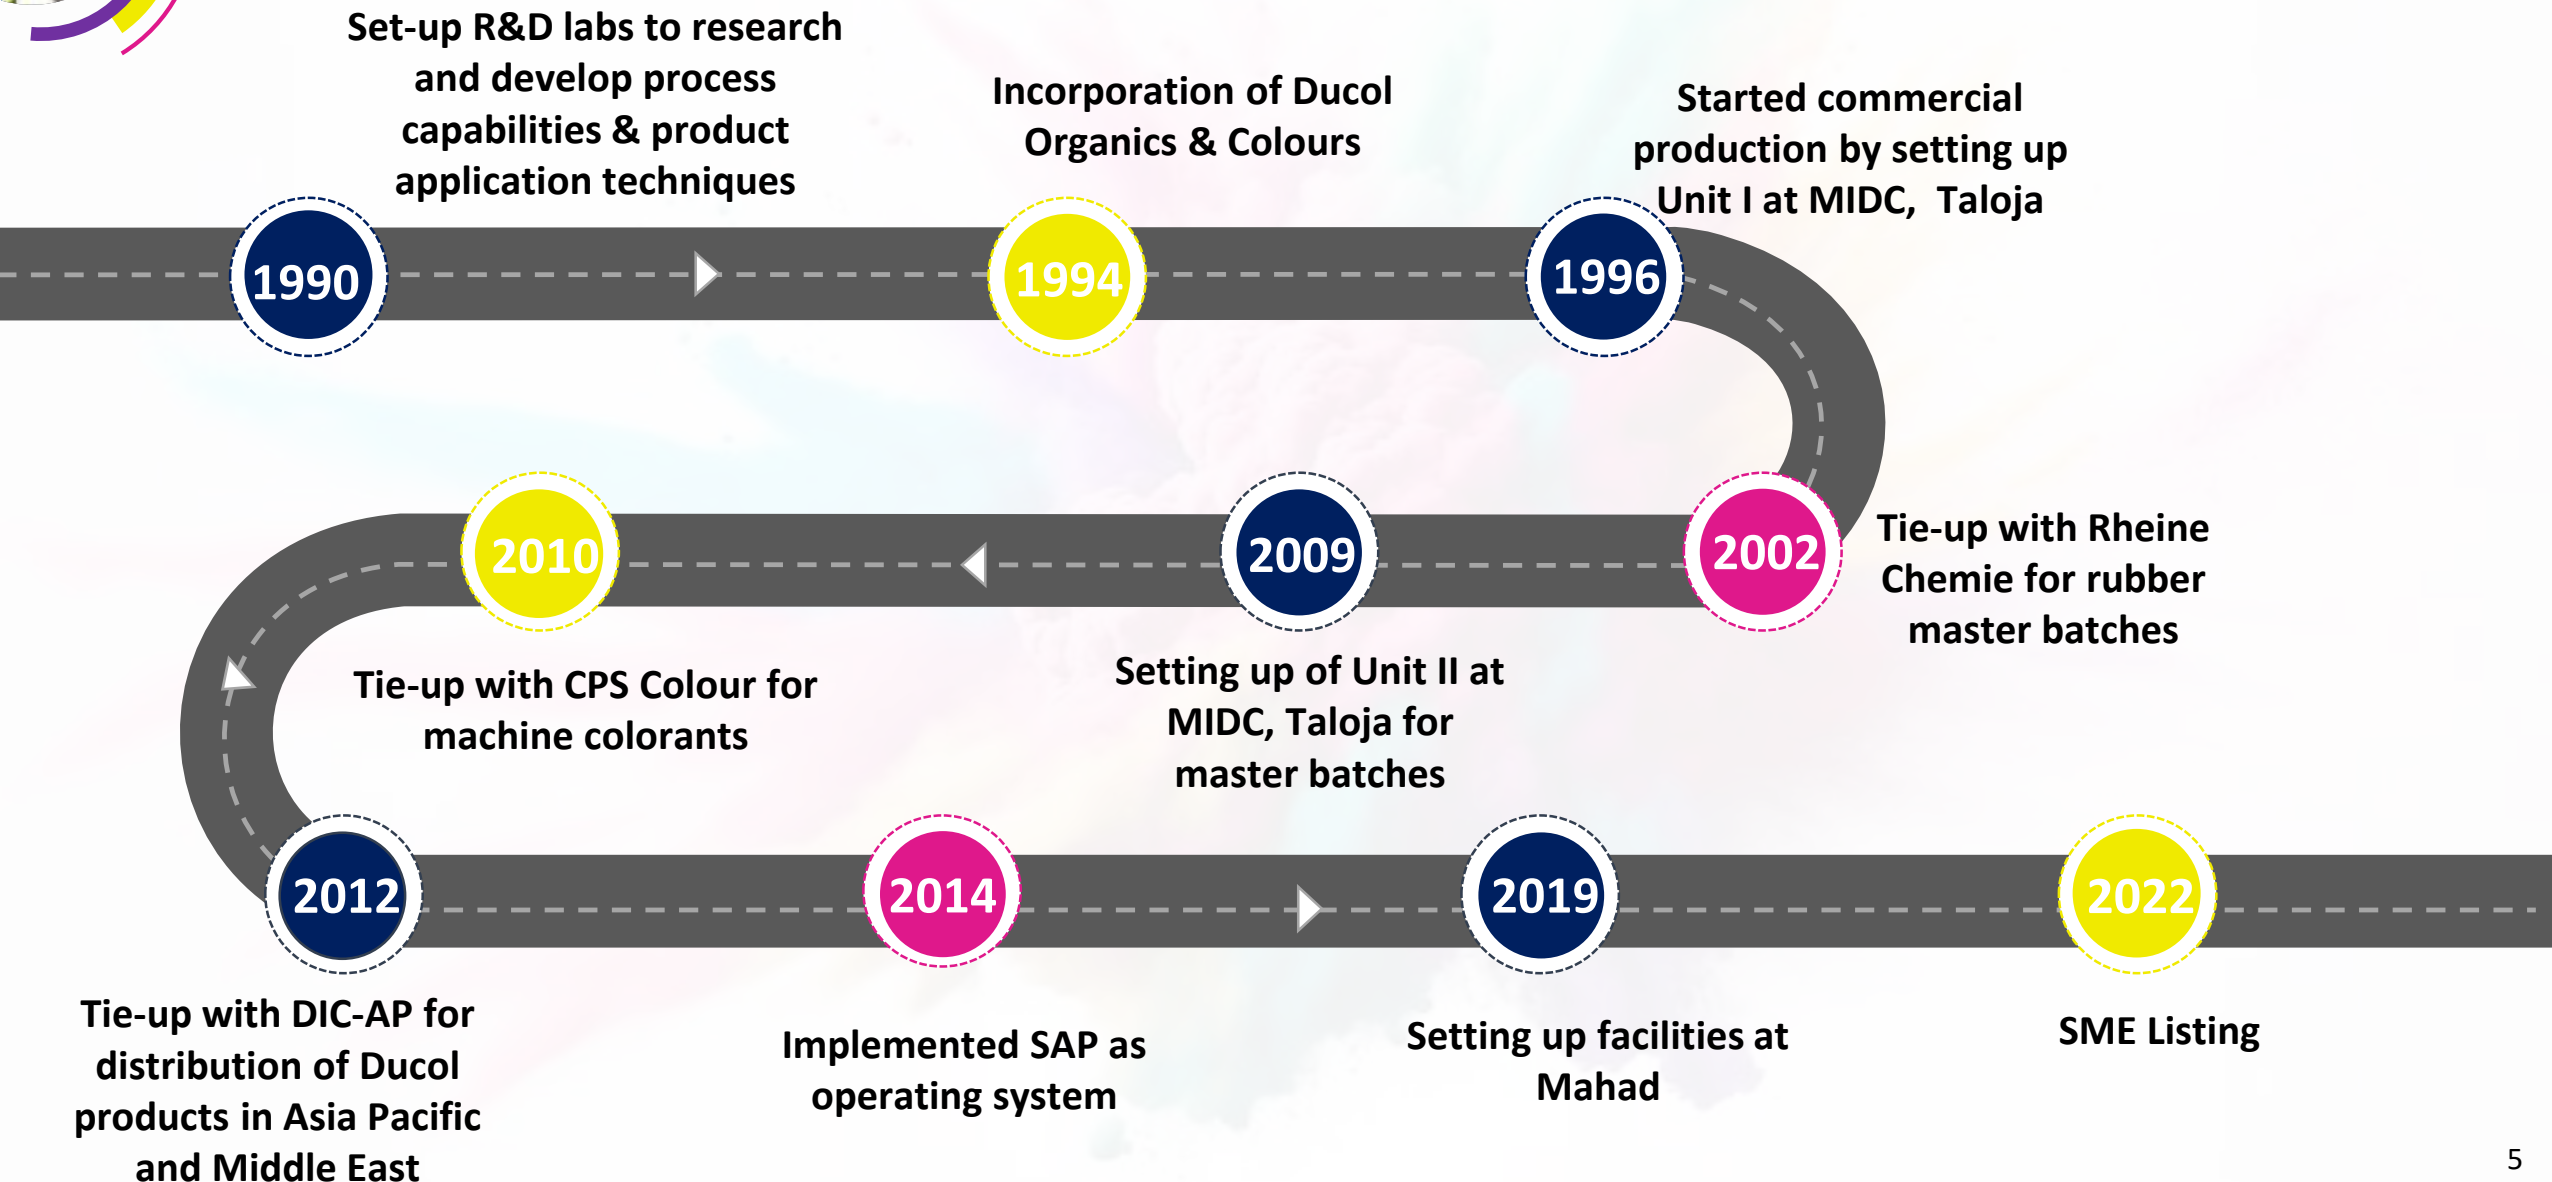 Set-up R&D labs to research
and develop process
capabilities & product
application techniques
Incorporation of Ducol
Organics & Colours
Started commercial
production by setting up
Unit I at MIDC,  Taloja
1990
1994
1996
2002
Tie-up with Rheine
Chemie for rubber
master batches
2009
Setting up of Unit II at
MIDC, Taloja for
master batches
2010
Tie-up with CPS Colour for
machine colorants
2012
Tie-up with DIC-AP for
distribution of Ducol
products in Asia Pacific
and Middle East
2014
Implemented SAP as
operating system
2019
Setting up facilities at
Mahad
2022
SME Listing
5